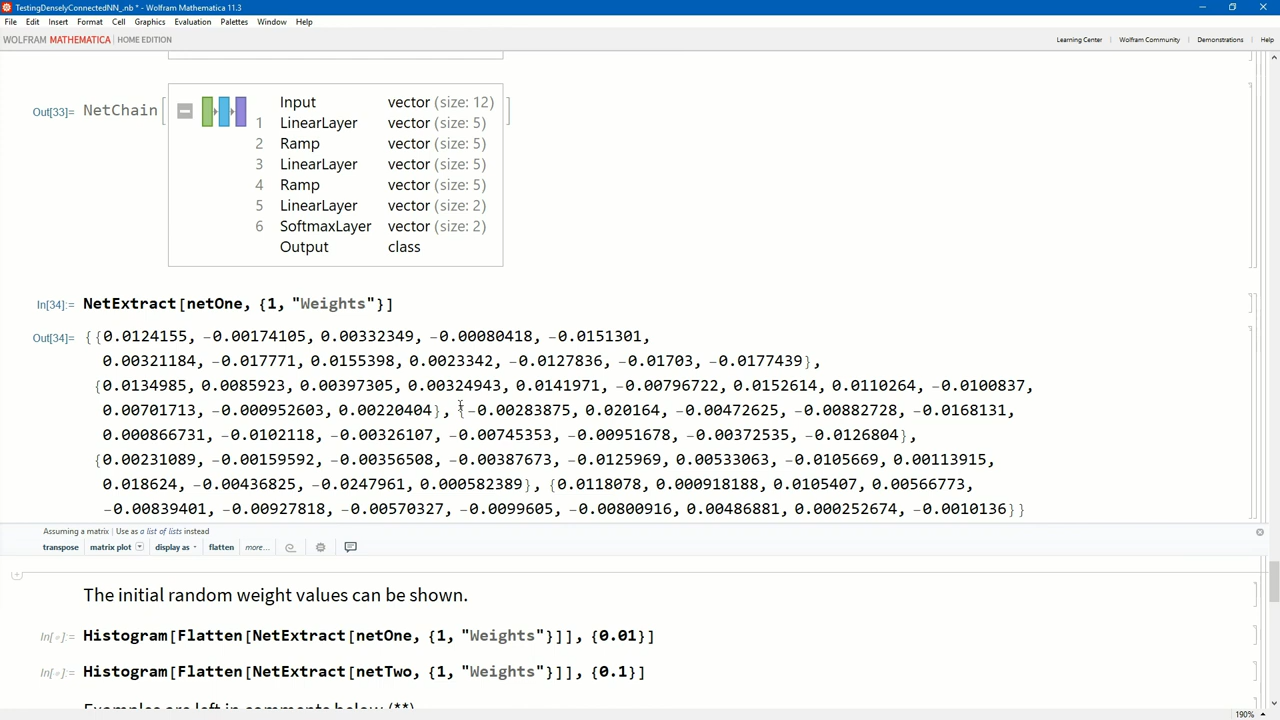 TestingDenselyConnectedNN_.nb * - Wolfram Mathematica 11.3
File Edit Insert Format Cell Graphics Evaluation Palettes Window Help
WOLFRAM MATHEMATICA | HOME EDITION Learning Center Wolfram Community Demonstrations Help
Out[33]= NetChain[ ]
Input vector (size: 12)
1 LinearLayer vector (size: 5)
2 Ramp vector (size: 5)
3 LinearLayer vector (size: 5)
4 Ramp vector (size: 5)
5 LinearLayer vector (size: 2)
6 SoftmaxLayer vector (size: 2)
Output class
In[34]:= NetExtract[netOne, {1, "Weights"}]
Out[34]= {{0.0124155, -0.00174105, 0.00332349, -0.00080418, -0.0151301,
0.00321184, -0.017771, 0.0155398, 0.0023342, -0.0127836, -0.01703, -0.0177439},
{0.0134985, 0.0085923, 0.00397305, 0.00324943, 0.0141971, -0.00796722, 0.0152614, 0.0110264, -0.0100837,
0.00701713, -0.000952603, 0.00220404}, {-0.00283875, 0.020164, -0.00472625, -0.00882728, -0.0168131,
0.000866731, -0.0102118, -0.00326107, -0.00745353, -0.00951678, -0.00372535, -0.0126804},
{0.00231089, -0.00159592, -0.00356508, -0.00387673, -0.0125969, 0.00533063, -0.0105669, 0.00113915,
0.018624, -0.00436825, -0.0247961, 0.000582389}, {0.0118078, 0.000918188, 0.0105407, 0.00566773,
-0.00839401, -0.00927818, -0.00570327, -0.0099605, -0.00800916, 0.00486881, 0.000252674, -0.0010136}}
Assuming a matrix | Use as a list of lists instead
transpose matrix plot display as flatten more...
The initial random weight values can be shown.
In[∘]:= Histogram[Flatten[NetExtract[netOne, {1, "Weights"}]], {0.01}]
In[∘]:= Histogram[Flatten[NetExtract[netTwo, {1, "Weights"}]], {0.1}]
Examples are left in comments below (**)
190%